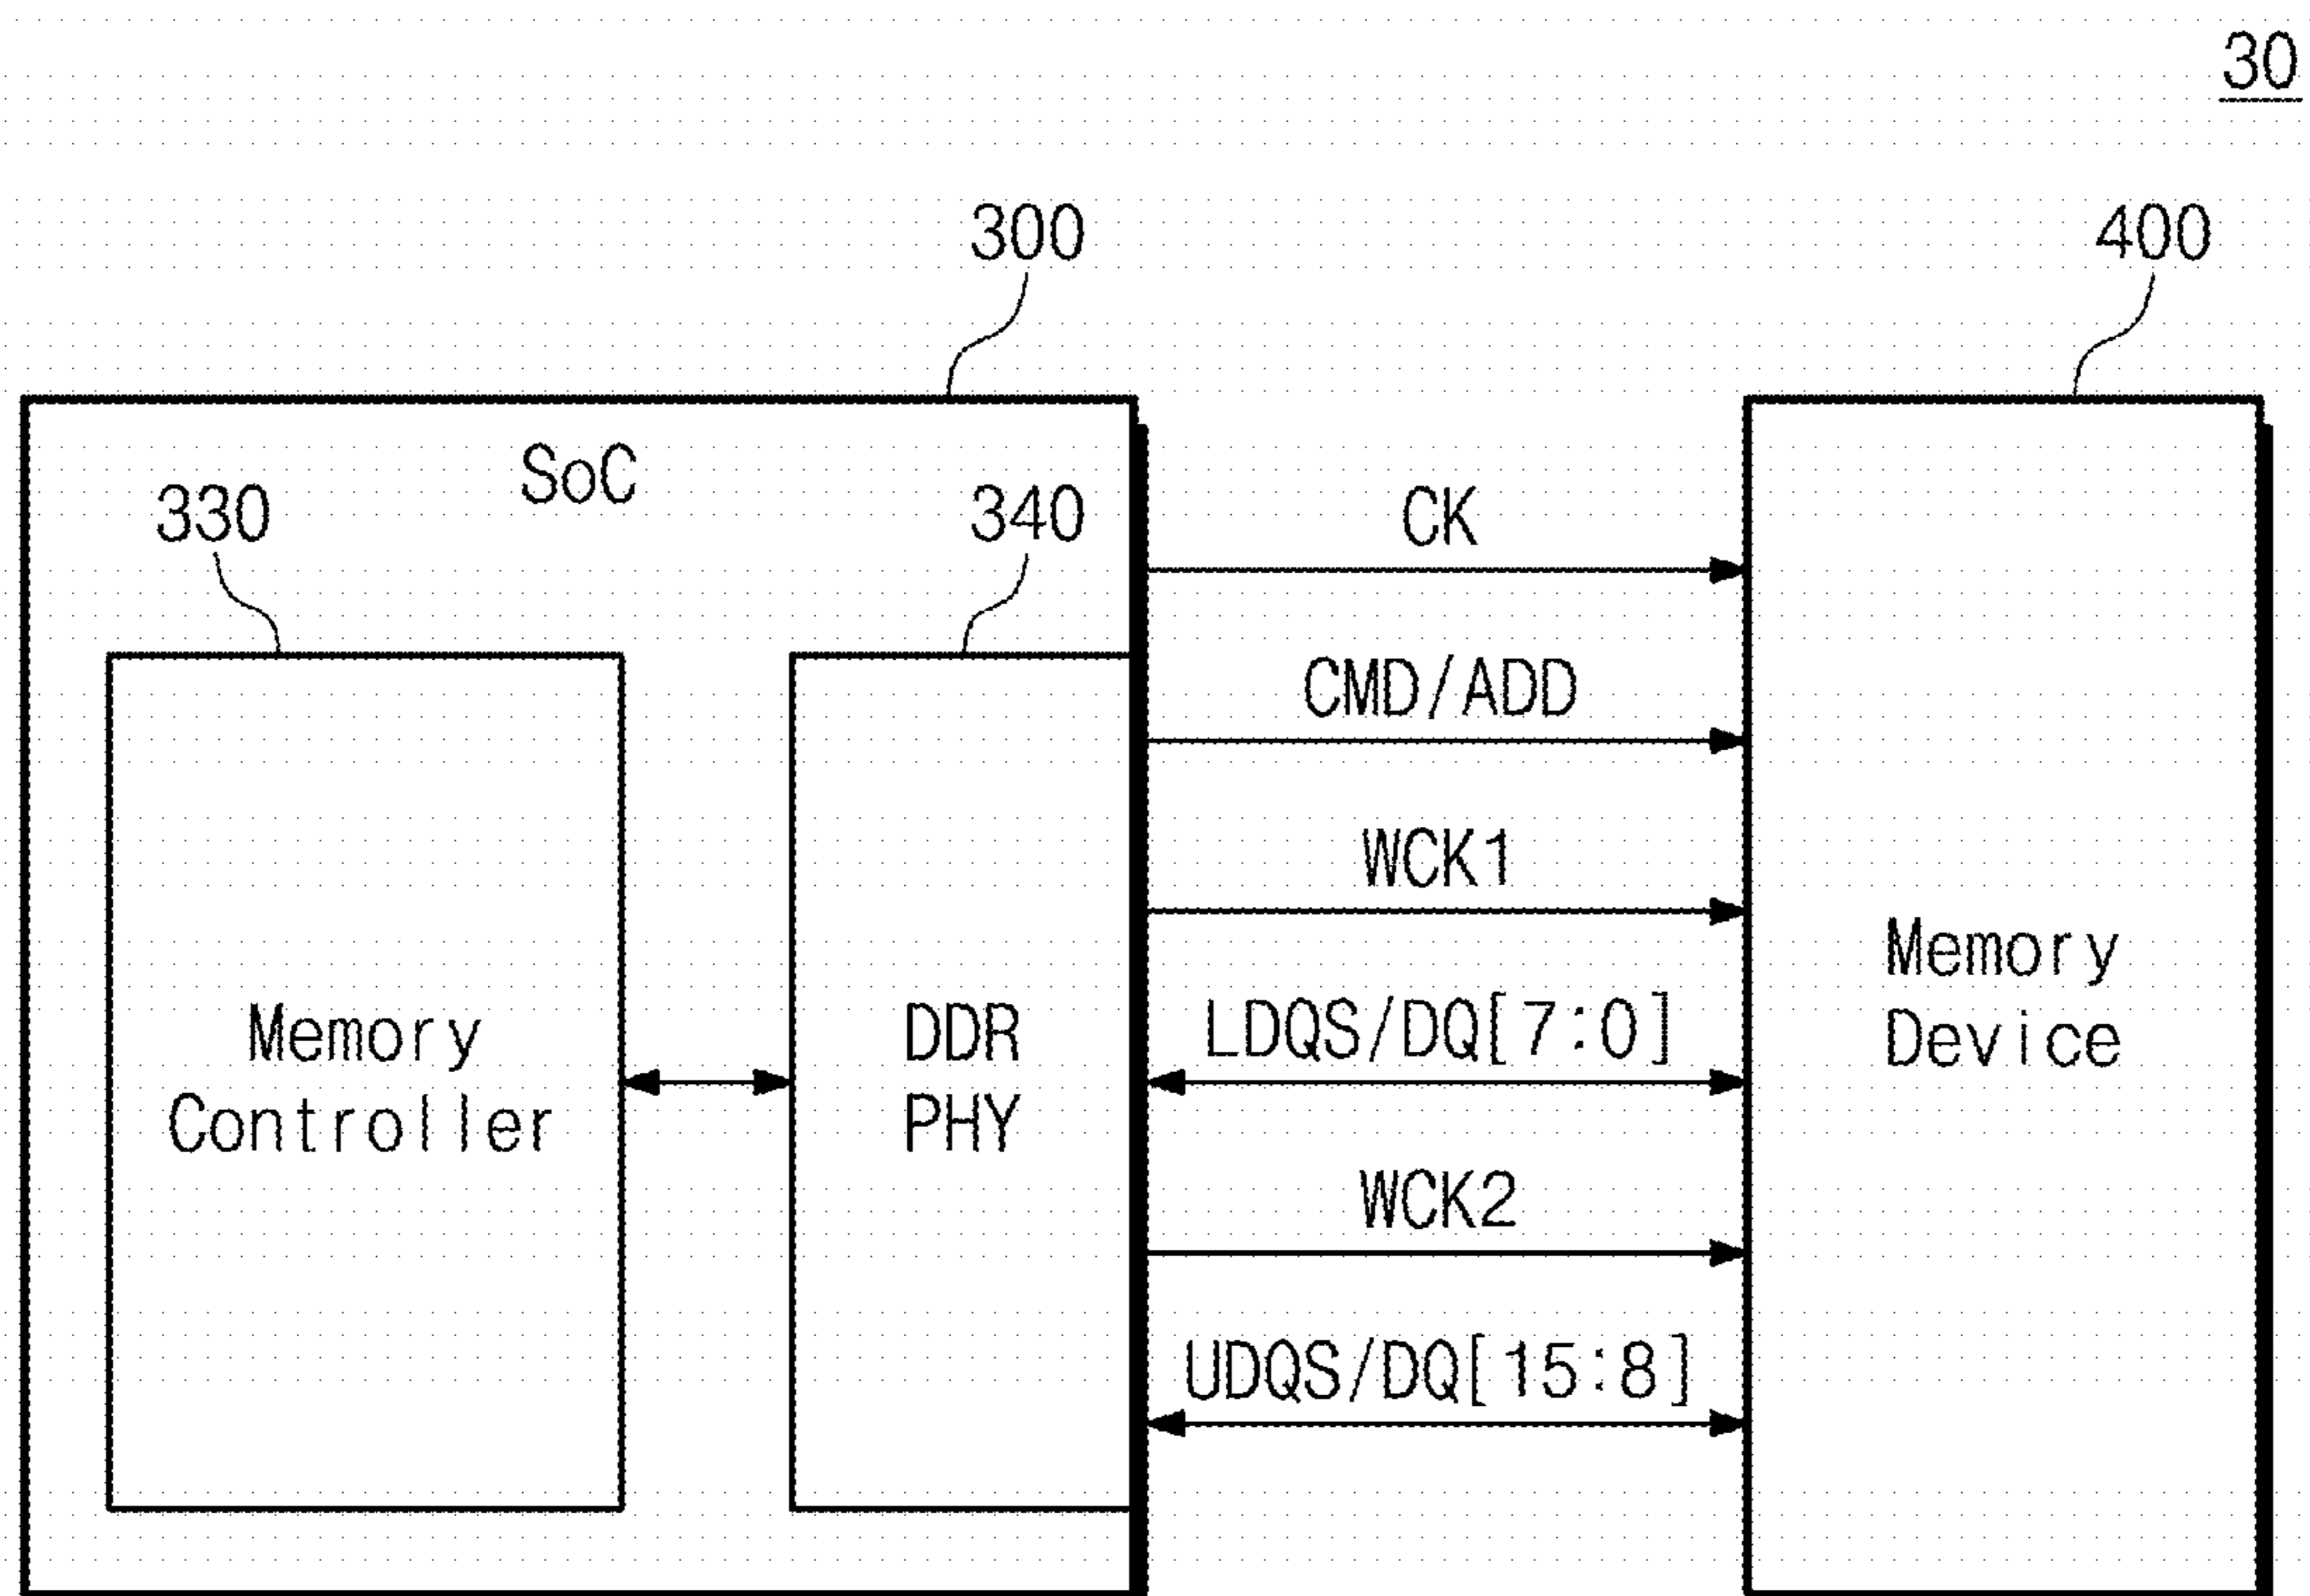 30
300
400
SoC
330
340
CK
CMD/ADD
WCK1
Memory
Device
LDQS/DQ[7:0]
Memory
Controller
DDR
PHY
WCK2
UDQS/DQ[15:8]